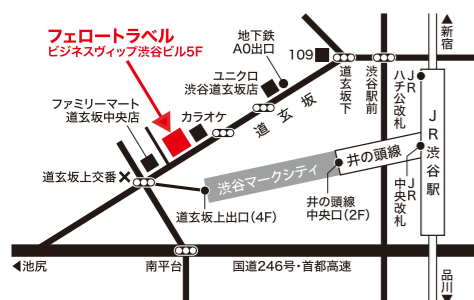 フェロートラベル
ビジネスヴィップ渋谷ビル5F
地下鉄
A0出口
109
ユニクロ
渋谷道玄坂店
ファミリーマート
道玄坂中央店
カラオケ
道玄坂
道玄坂下
渋谷駅前
▲新宿
JR
ハチ公改札
JR渋谷駅
井の頭線
渋谷マークシティ
道玄坂上交番
道玄坂上出口(4F)
井の頭線
中央口(2F)
JR
中央改札
◀池尻
南平台
国道246号・首都高速
品川▼